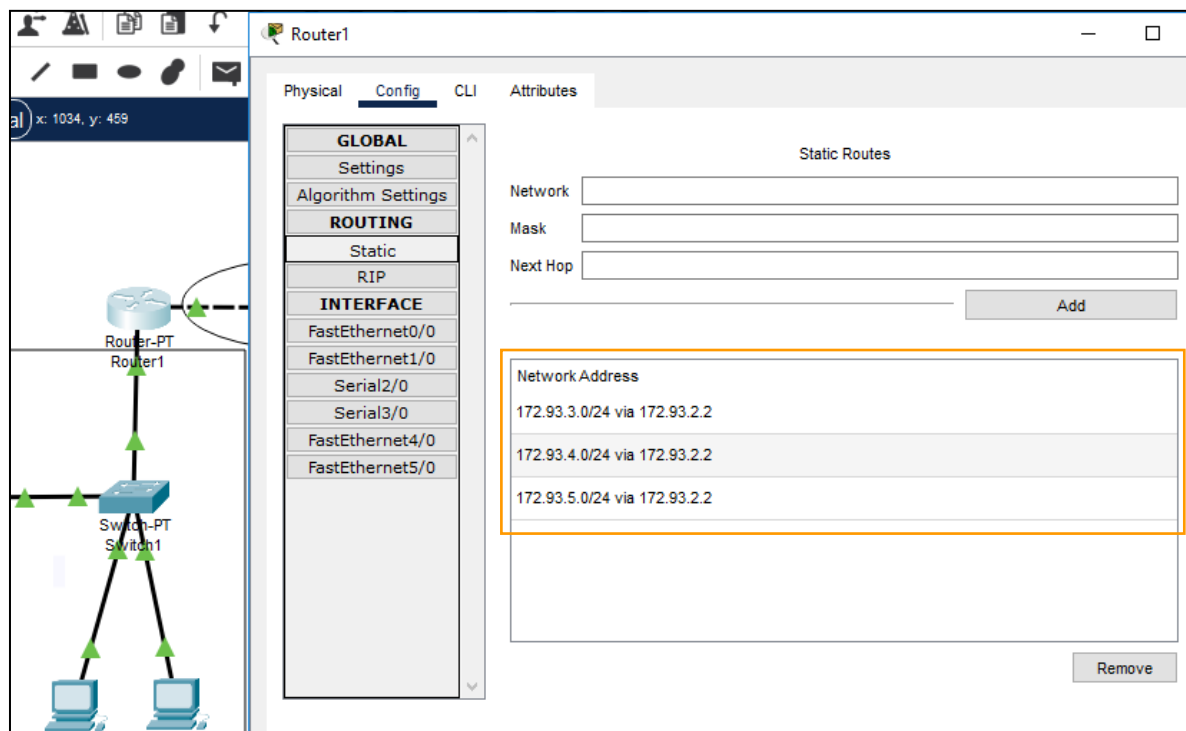 Router1
Physical Config CLI Attributes
x: 1034, y: 459
GLOBAL
Settings
Algorithm Settings
ROUTING
Static
RIP
INTERFACE
FastEthernet0/0
FastEthernet1/0
Serial2/0
Serial3/0
FastEthernet4/0
FastEthernet5/0
Static Routes
Network
Mask
Next Hop
Add
Network Address
172.93.3.0/24 via 172.93.2.2
172.93.4.0/24 via 172.93.2.2
172.93.5.0/24 via 172.93.2.2
Remove
Router-PT
Router1
Switch-PT
Switch1